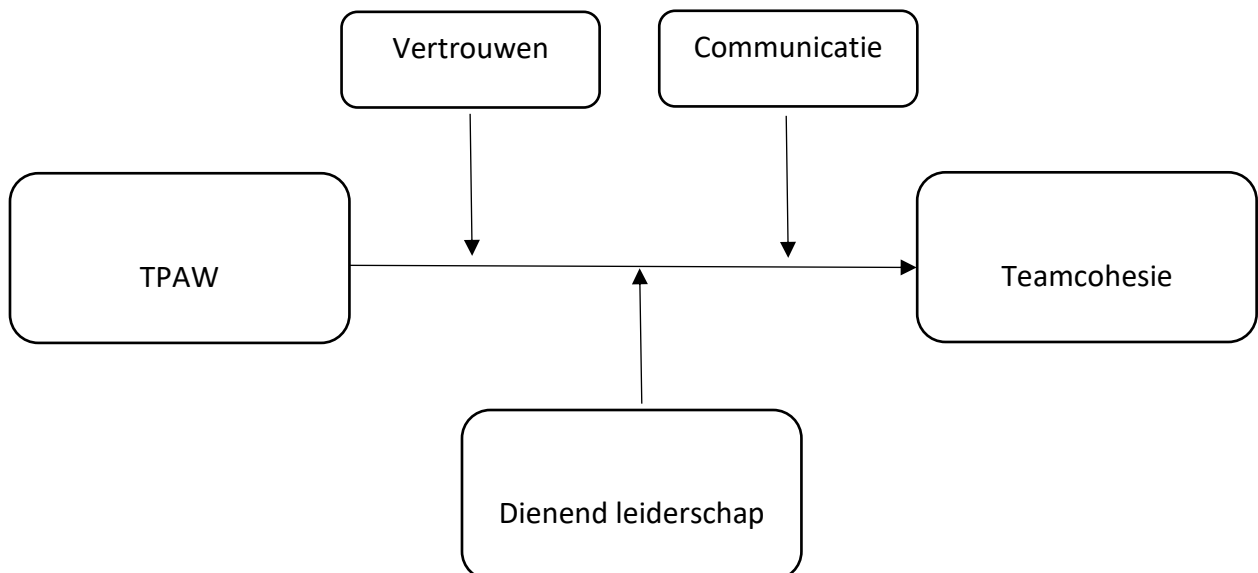 Vertrouwen
Communicatie
TPAW
Teamcohesie
Dienend leiderschap